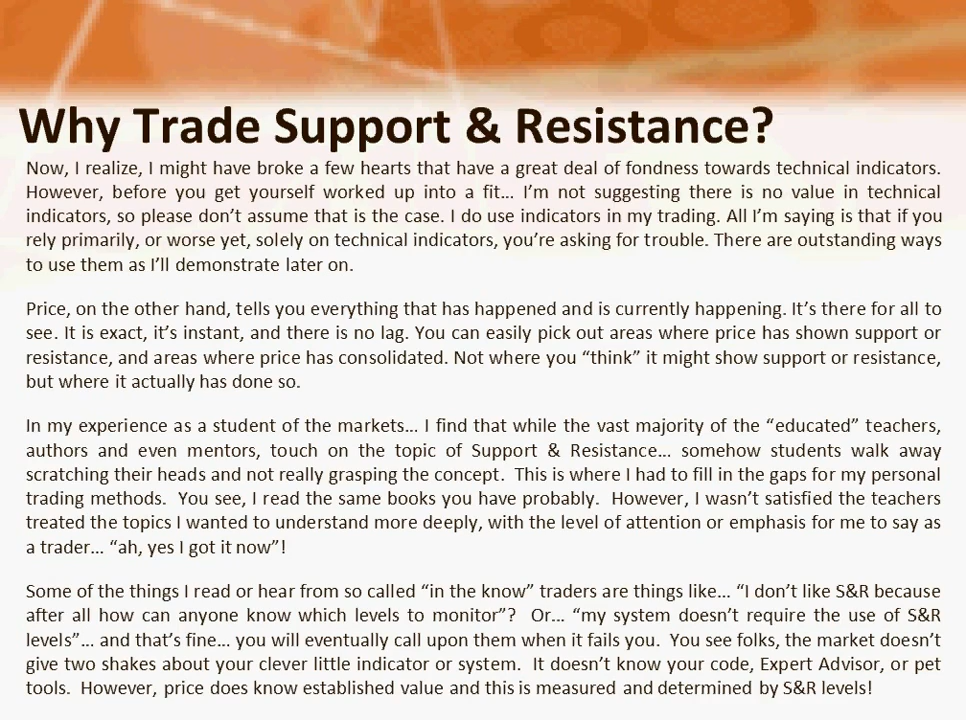 Why Trade Support & Resistance?
Now, I realize, I might have broke a few hearts that have a great deal of fondness towards technical indicators.
However, before you get yourself worked up into a fit... I'm not suggesting there is no value in technical
indicators, so please don't assume that is the case. I do use indicators in my trading. All I'm saying is that if you
rely primarily, or worse yet, solely on technical indicators, you're asking for trouble. There are outstanding ways
to use them as I'll demonstrate later on.
Price, on the other hand, tells you everything that has happened and is currently happening. It's there for all to
see. It is exact, it's instant, and there is no lag. You can easily pick out areas where price has shown support or
resistance, and areas where price has consolidated. Not where you “think” it might show support or resistance,
but where it actually has done so.
In my experience as a student of the markets... I find that while the vast majority of the “educated” teachers,
authors and even mentors, touch on the topic of Support & Resistance... somehow students walk away
scratching their heads and not really grasping the concept.  This is where I had to fill in the gaps for my personal
trading methods.  You see, I read the same books you have probably.  However, I wasn't satisfied the teachers
treated the topics I wanted to understand more deeply, with the level of attention or emphasis for me to say as
a trader... “ah, yes I got it now”!
Some of the things I read or hear from so called “in the know” traders are things like... “I don't like S&R because
after all how can anyone know which levels to monitor”?  Or... “my system doesn't require the use of S&R
levels”... and that's fine... you will eventually call upon them when it fails you.  You see folks, the market doesn't
give two shakes about your clever little indicator or system.  It doesn't know your code, Expert Advisor, or pet
tools.  However, price does know established value and this is measured and determined by S&R levels!